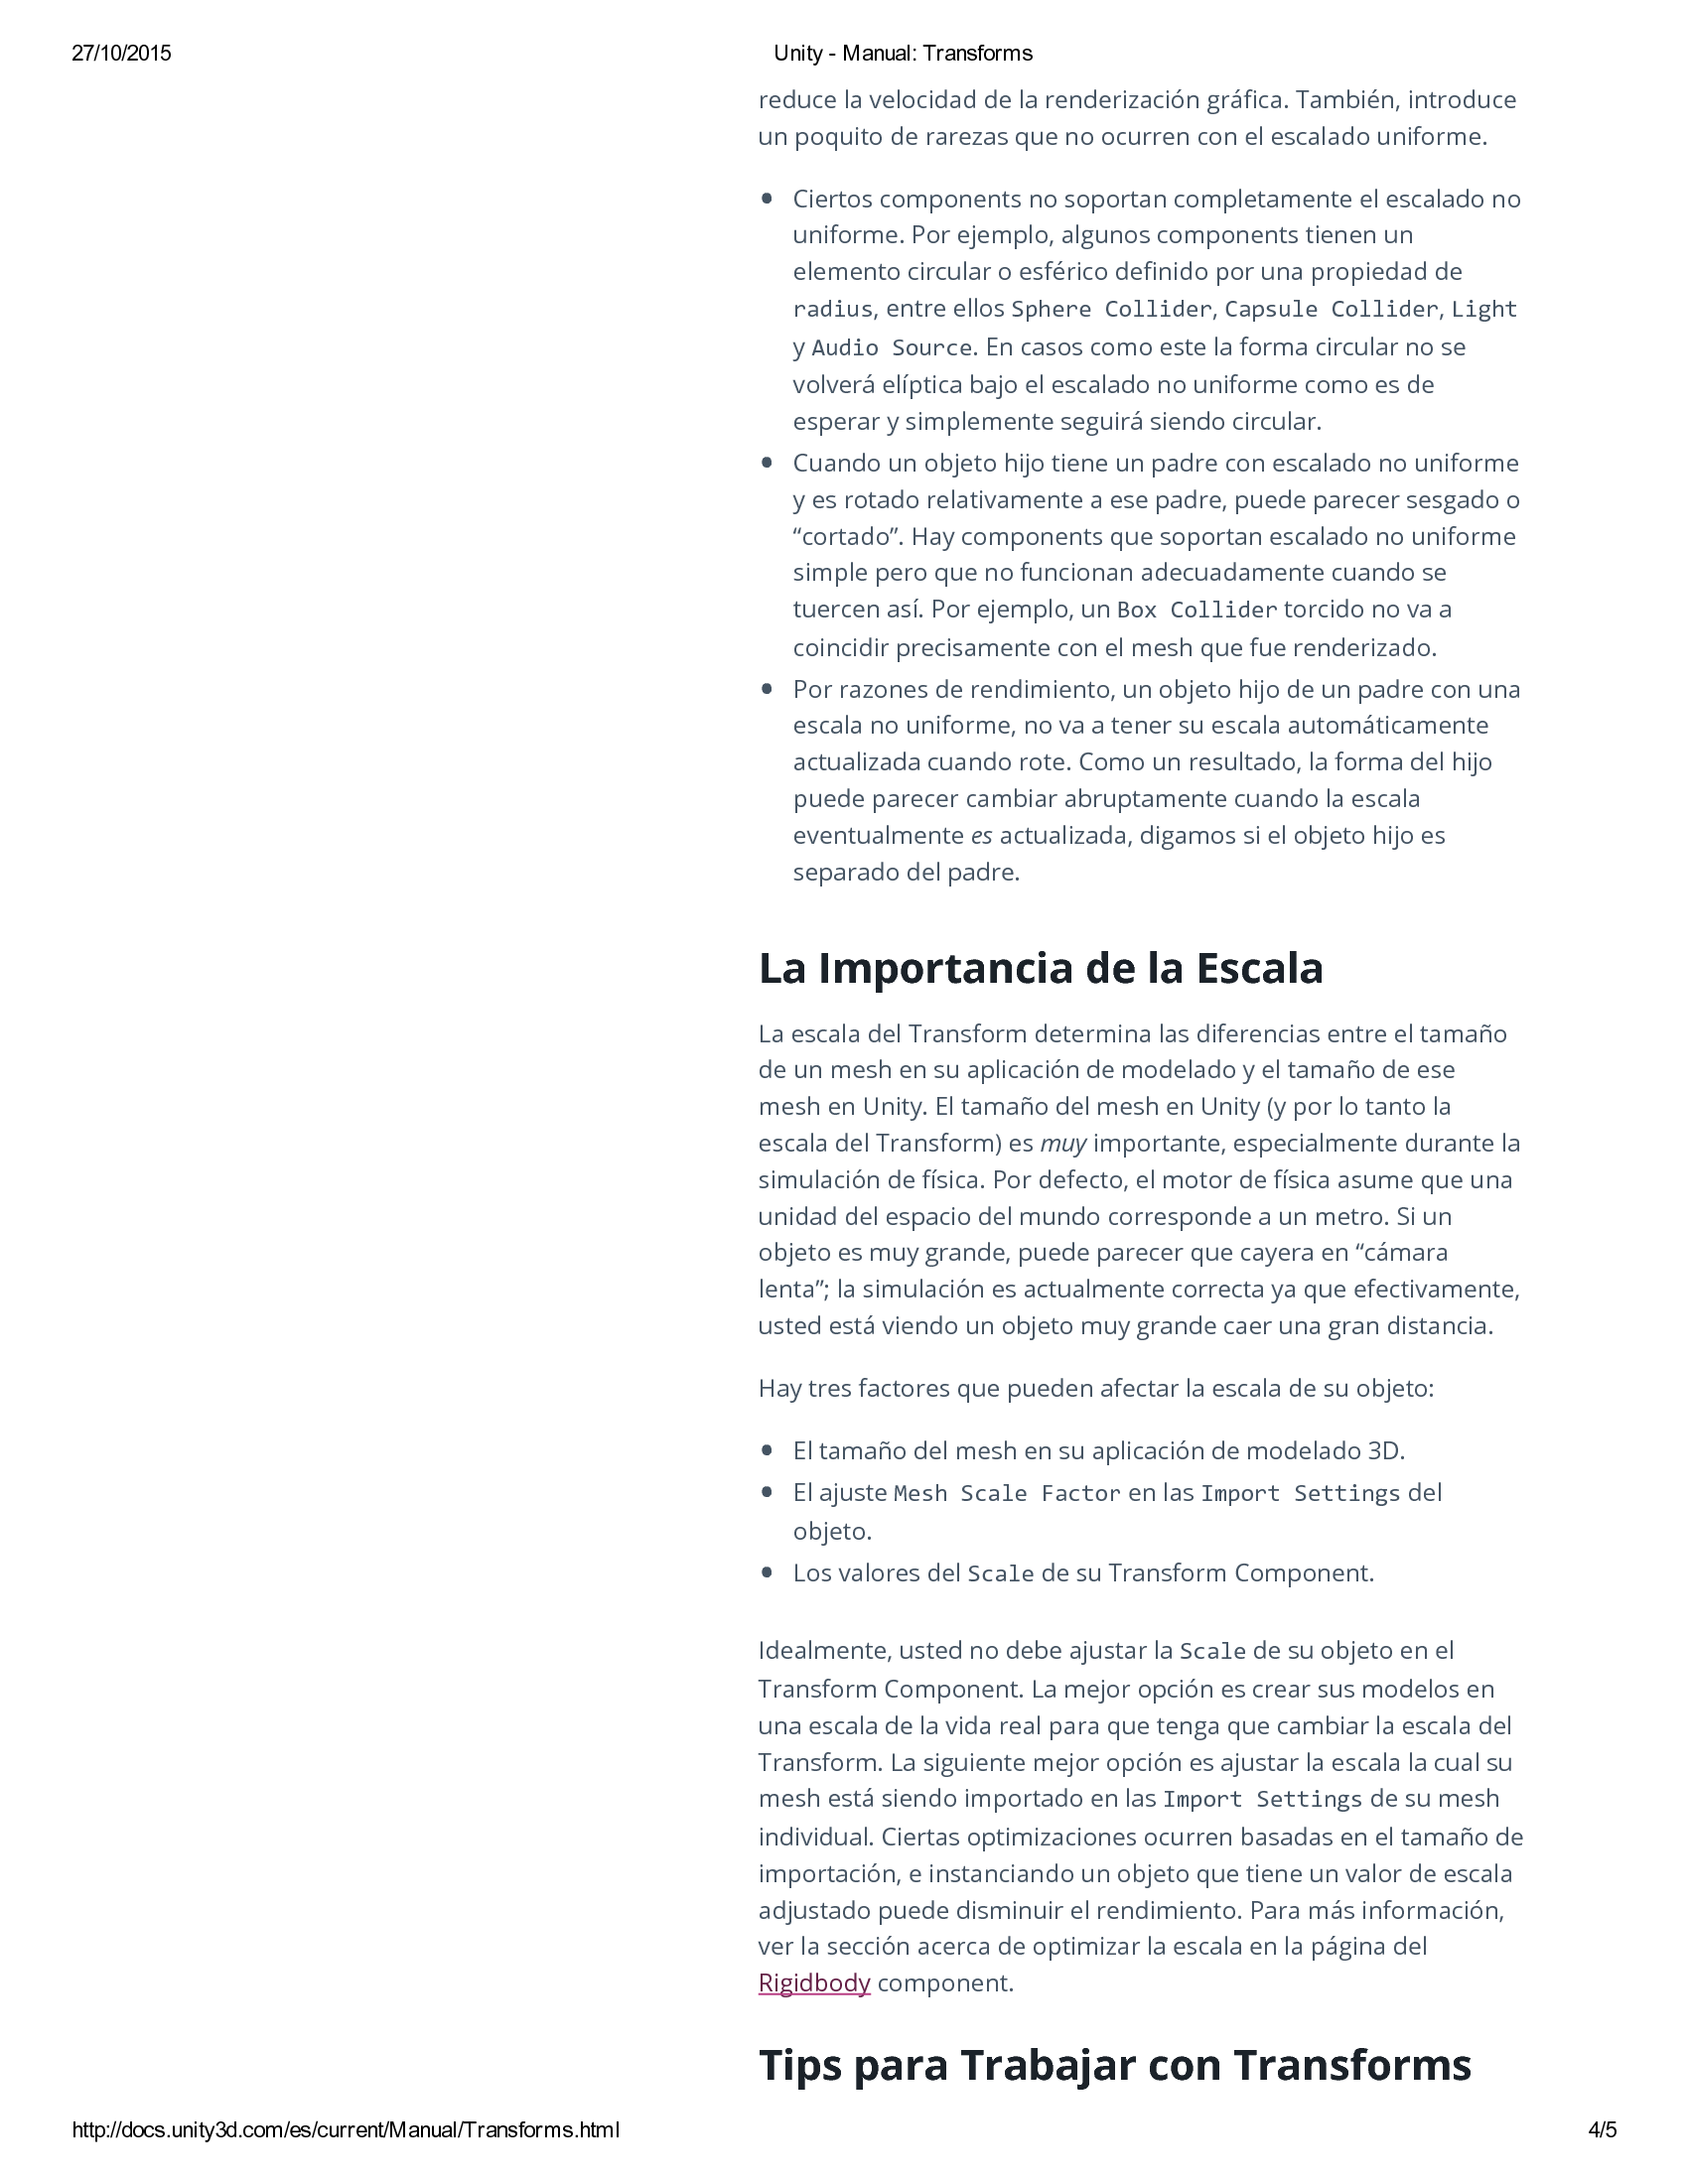 27/10/2015
Unity - Manual: Transforms
reduce la velocidad de la renderización gráfica. También, introduce
un poquito de rarezas que no ocurren con el escalado uniforme.
• Ciertos components no soportan completamente el escalado no
uniforme. Por ejemplo, algunos components tienen un
elemento circular o esférico definido por una propiedad de
radius, entre ellos Sphere Collider, Capsule Collider, Light
y Audio Source. En casos como este la forma circular no se
volverá elíptica bajo el escalado no uniforme como es de
esperar y simplemente seguirá siendo circular.
• Cuando un objeto hijo tiene un padre con escalado no uniforme
y es rotado relativamente a ese padre, puede parecer sesgado o
“cortado”. Hay components que soportan escalado no uniforme
simple pero que no funcionan adecuadamente cuando se
tuercen así. Por ejemplo, un Box Collider torcido no va a
coincidir precisamente con el mesh que fue renderizado.
• Por razones de rendimiento, un objeto hijo de un padre con una
escala no uniforme, no va a tener su escala automáticamente
actualizada cuando rote. Como un resultado, la forma del hijo
puede parecer cambiar abruptamente cuando la escala
eventualmente es actualizada, digamos si el objeto hijo es
separado del padre.
La Importancia de la Escala
La escala del Transform determina las diferencias entre el tamaño
de un mesh en su aplicación de modelado y el tamaño de ese
mesh en Unity. El tamaño del mesh en Unity (y por lo tanto la
escala del Transform) es muy importante, especialmente durante la
simulación de física. Por defecto, el motor de física asume que una
unidad del espacio del mundo corresponde a un metro. Si un
objeto es muy grande, puede parecer que cayera en “cámara
lenta”; la simulación es actualmente correcta ya que efectivamente,
usted está viendo un objeto muy grande caer una gran distancia.
Hay tres factores que pueden afectar la escala de su objeto:
• El tamaño del mesh en su aplicación de modelado 3D.
• El ajuste Mesh Scale Factor en las Import Settings del
objeto.
• Los valores del Scale de su Transform Component.
Idealmente, usted no debe ajustar la Scale de su objeto en el
Transform Component. La mejor opción es crear sus modelos en
una escala de la vida real para que tenga que cambiar la escala del
Transform. La siguiente mejor opción es ajustar la escala la cual su
mesh está siendo importado en las Import Settings de su mesh
individual. Ciertas optimizaciones ocurren basadas en el tamaño de
importación, e instanciando un objeto que tiene un valor de escala
adjustado puede disminuir el rendimiento. Para más información,
ver la sección acerca de optimizar la escala en la página del
Rigidbody component.
Tips para Trabajar con Transforms
http://docs.unity3d.com/es/current/Manual/Transforms.html
4/5